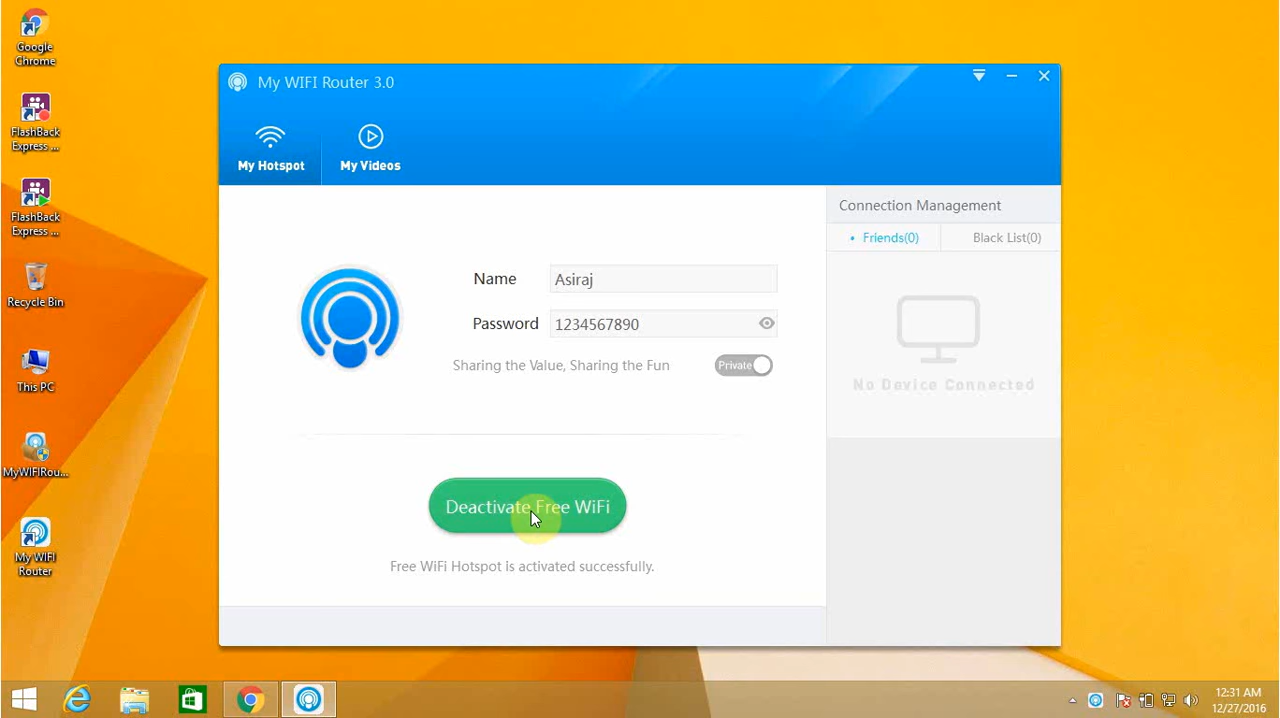 Google
Chrome
FlashBack
Express ...
FlashBack
Express ...
Recycle Bin
This PC
MyWIFIRou...
My WIFI
Router
My WIFI Router 3.0
My Hotspot
My Videos
Name
Asiraj
Password
1234567890
Sharing the Value, Sharing the Fun
Private
Deactivate Free WiFi
Free WiFi Hotspot is activated successfully.
Connection Management
• Friends(0)
Black List(0)
No Device Connected
12:31 AM
12/27/2016